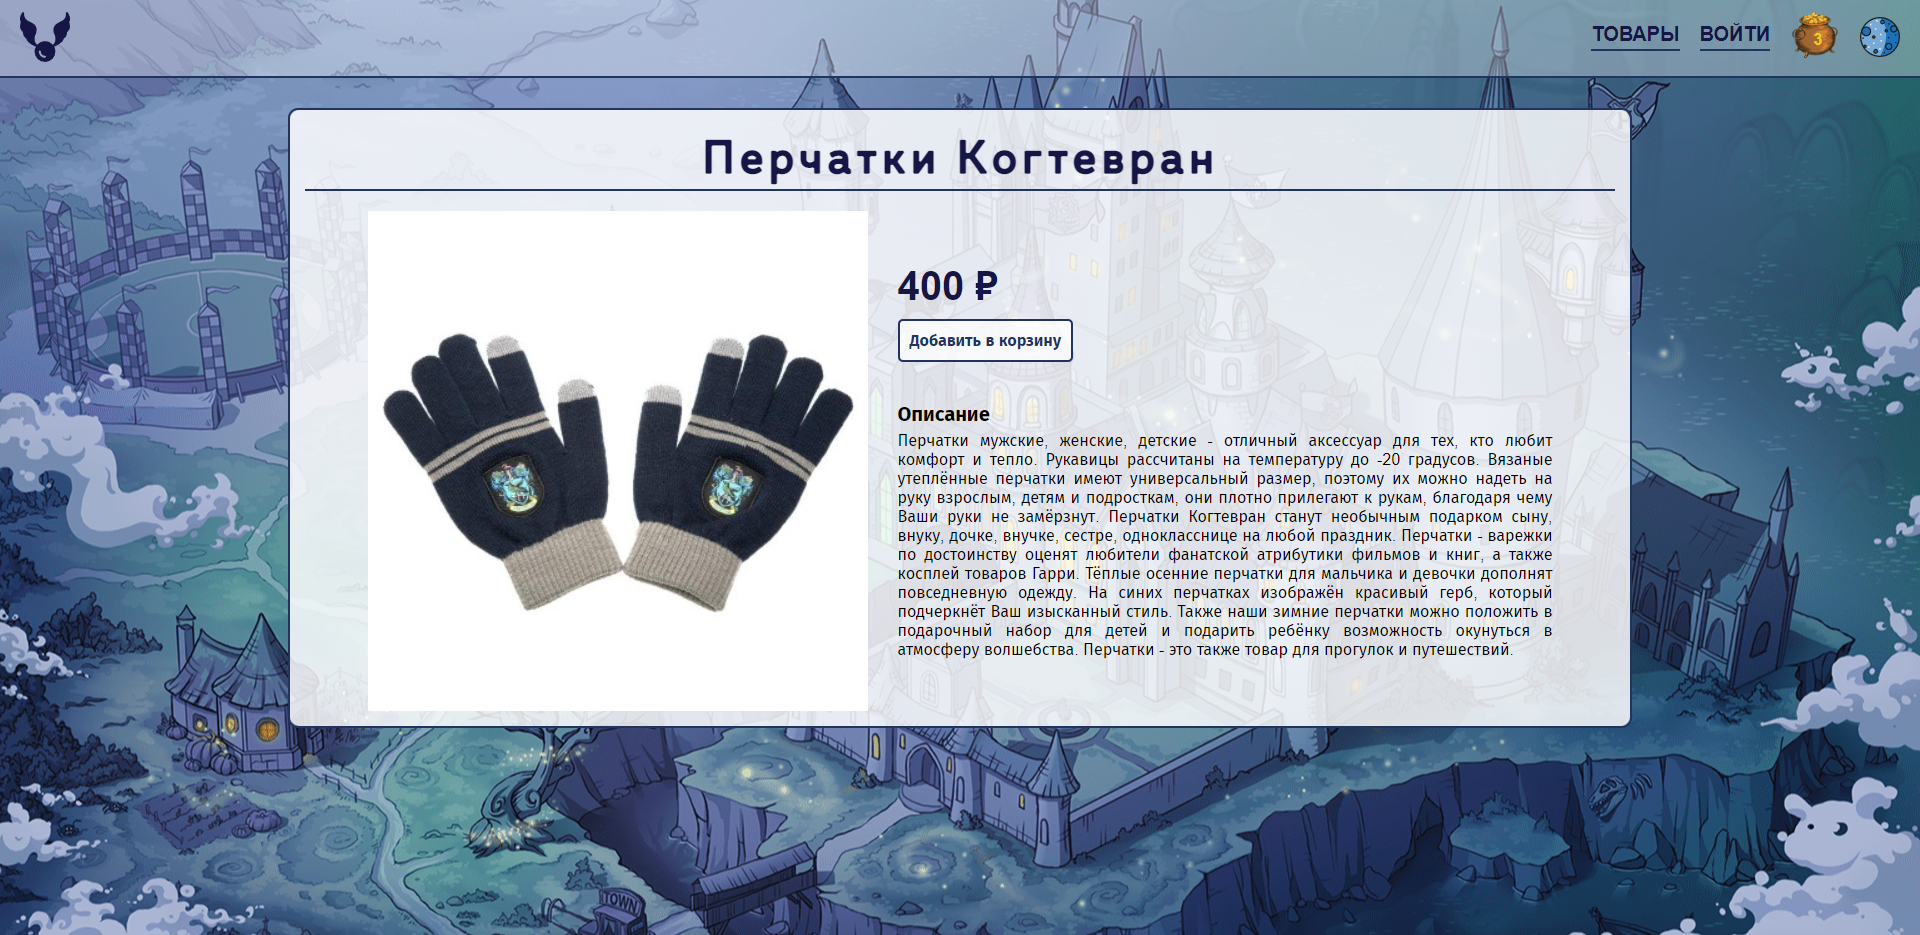 ТОВАРЫ ВОЙТИ 3
Перчатки Когтевран
400 ₽
Добавить в корзину
Описание
Перчатки мужские, женские, детские - отличный аксессуар для тех, кто любит
комфорт и тепло. Рукавицы рассчитаны на температуру до -20 градусов. Вязаные
утеплённые перчатки имеют универсальный размер, поэтому их можно надеть на
руку взрослым, детям и подросткам, они плотно прилегают к рукам, благодаря чему
Ваши руки не замёрзнут. Перчатки Когтевран станут необычным подарком сыну,
внуку, дочке, внучке, сестре, однокласснице на любой праздник. Перчатки - варежки
по достоинству оценят любители фанатской атрибутики фильмов и книг, а также
косплей товаров Гарри. Тёплые осенние перчатки для мальчика и девочки дополнят
повседневную одежду. На синих перчатках изображён красивый герб, который
подчеркнёт Ваш изысканный стиль. Также наши зимние перчатки можно положить в
подарочный набор для детей и подарить ребёнку возможность окунуться в
атмосферу волшебства. Перчатки - это также товар для прогулок и путешествий.
TOWN